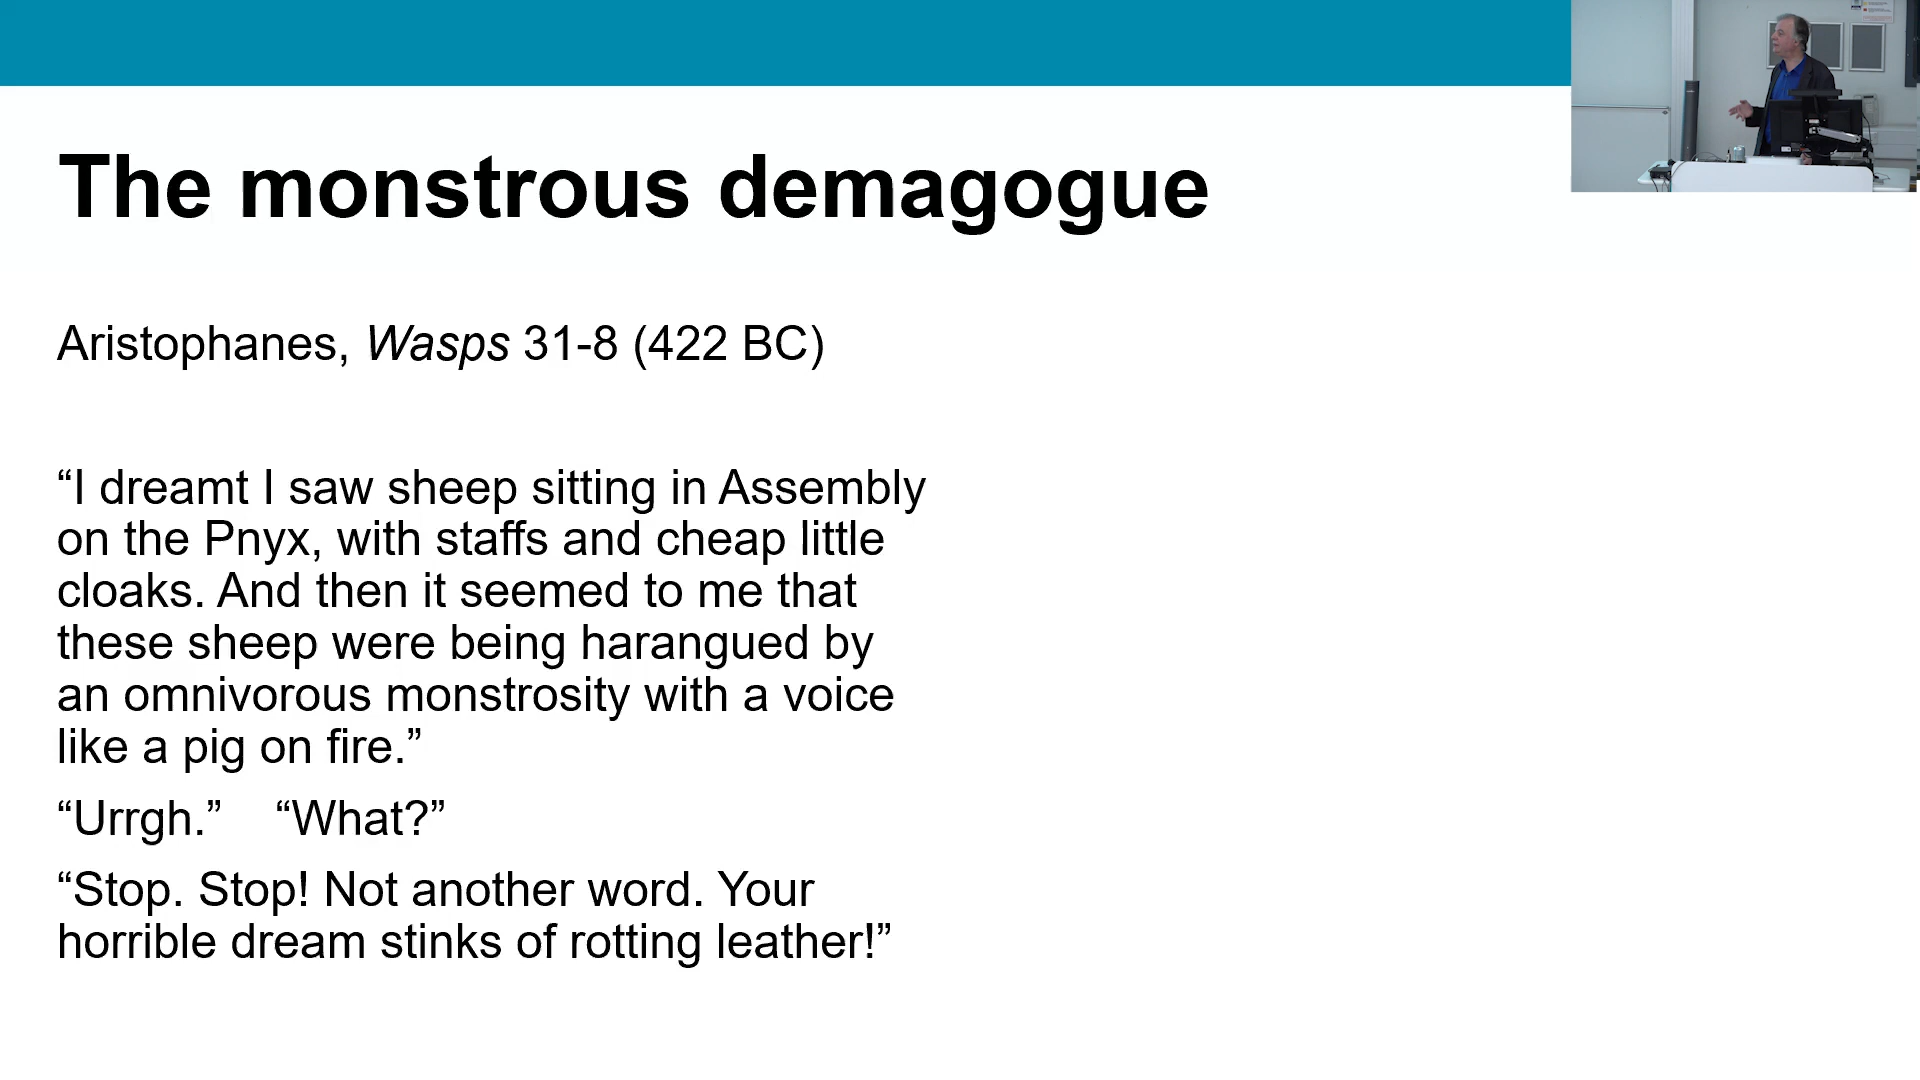 The monstrous demagogue
Aristophanes, Wasps 31-8 (422 BC)
“I dreamt I saw sheep sitting in Assembly
on the Pnyx, with staffs and cheap little
cloaks. And then it seemed to me that
these sheep were being harangued by
an omnivorous monstrosity with a voice
like a pig on fire.”
“Urrgh.” “What?”
“Stop. Stop! Not another word. Your
horrible dream stinks of rotting leather!”